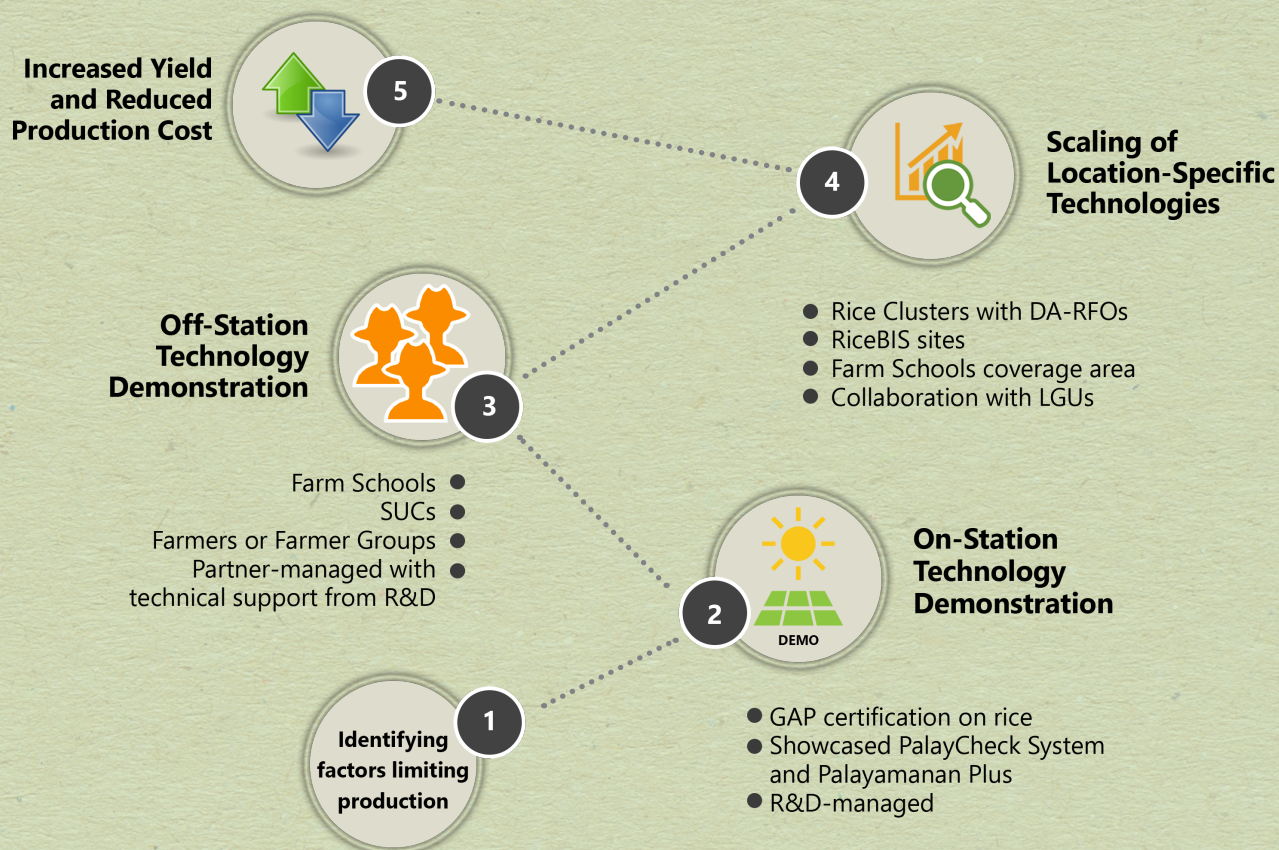 Increased Yield
and Reduced
Production Cost
5
4
Scaling of
Location-Specific
Technologies
● Rice Clusters with DA-RFOs
● RiceBIS sites
● Farm Schools coverage area
● Collaboration with LGUs
Off-Station
Technology
Demonstration
3
Farm Schools ●
SUCs ●
Farmers or Farmer Groups ●
Partner-managed with ●
technical support from R&D
2
DEMO
On-Station
Technology
Demonstration
● GAP certification on rice
● Showcased PalayCheck System
and Palayamanan Plus
● R&D-managed
1
Identifying
factors limiting
production